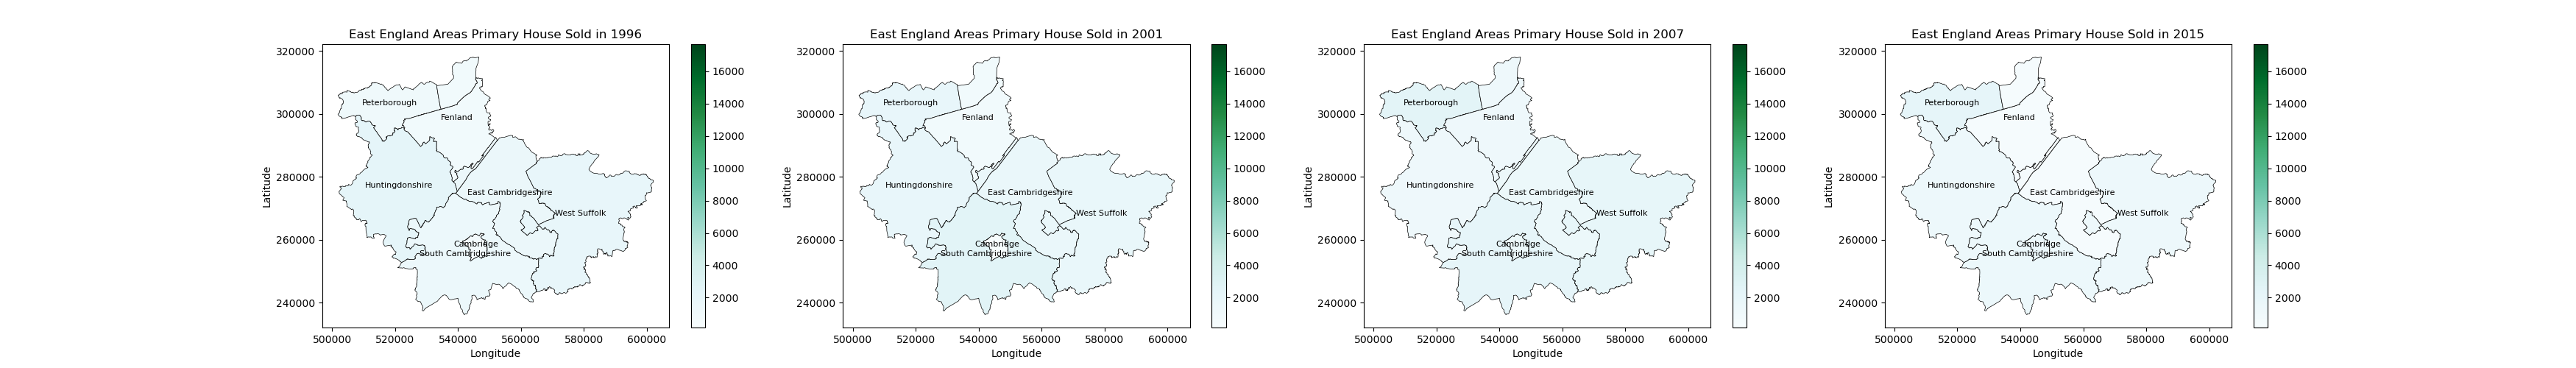 East England Areas Primary House Sold in 1996
320000
300000
280000
260000
240000
Latitude
Peterborough
Fenland
Huntingdonshire
East Cambridgeshire
West Suffolk
Cambridge
South Cambridgeshire
500000 520000 540000 560000 580000 600000
Longitude
16000
14000
12000
10000
8000
6000
4000
2000
East England Areas Primary House Sold in 2001
320000
300000
280000
260000
240000
Latitude
Peterborough
Fenland
Huntingdonshire
East Cambridgeshire
West Suffolk
Cambridge
South Cambridgeshire
500000 520000 540000 560000 580000 600000
Longitude
16000
14000
12000
10000
8000
6000
4000
2000
East England Areas Primary House Sold in 2007
320000
300000
280000
260000
240000
Latitude
Peterborough
Fenland
Huntingdonshire
East Cambridgeshire
West Suffolk
Cambridge
South Cambridgeshire
500000 520000 540000 560000 580000 600000
Longitude
16000
14000
12000
10000
8000
6000
4000
2000
East England Areas Primary House Sold in 2015
320000
300000
280000
260000
240000
Latitude
Peterborough
Fenland
Huntingdonshire
East Cambridgeshire
West Suffolk
Cambridge
South Cambridgeshire
500000 520000 540000 560000 580000 600000
Longitude
16000
14000
12000
10000
8000
6000
4000
2000